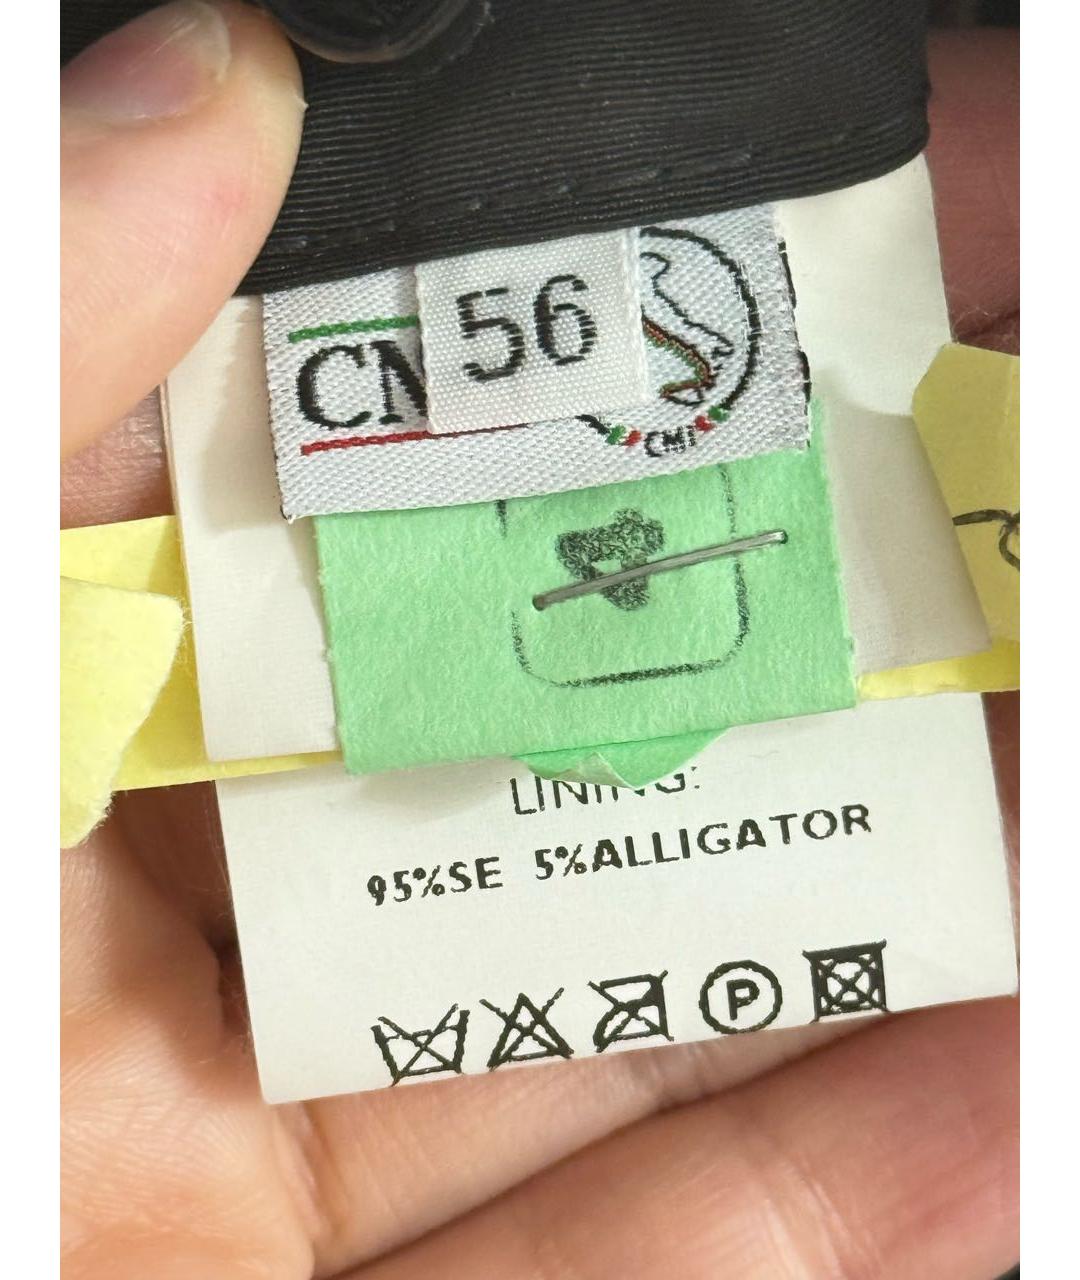 56
CM
CMI
LINING:
95%SE 5%ALLIGATOR
P